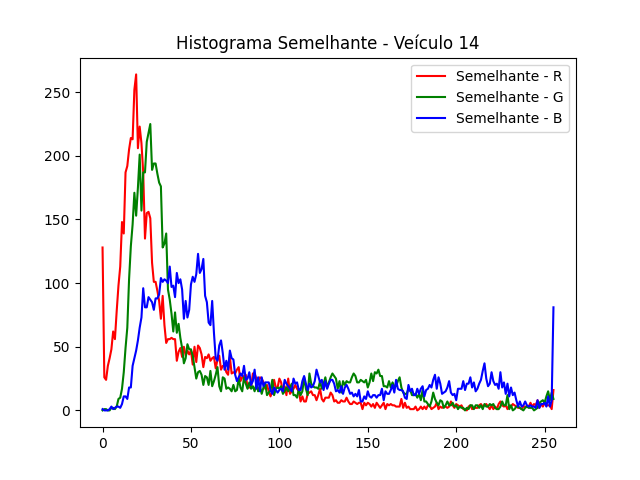 Histograma Semelhante - Veículo 14
Semelhante - R
Semelhante - G
Semelhante - B
250
200
150
100
50
0
0 50 100 150 200 250